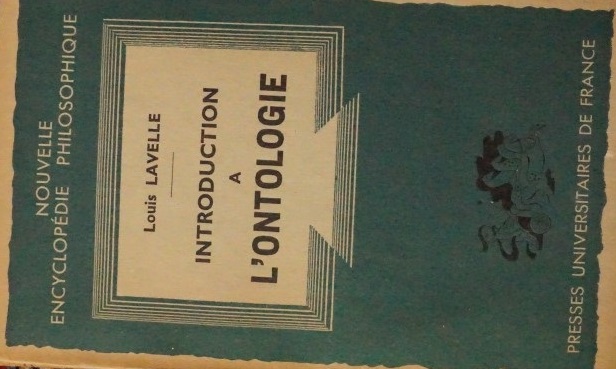 NOUVELLE
ENCYCLOPÉDIE PHILOSOPHIQUE
Louis LAVELLE
INTRODUCTION
A
L'ONTOLOGIE
PRESSES UNIVERSITAIRES DE FRANCE